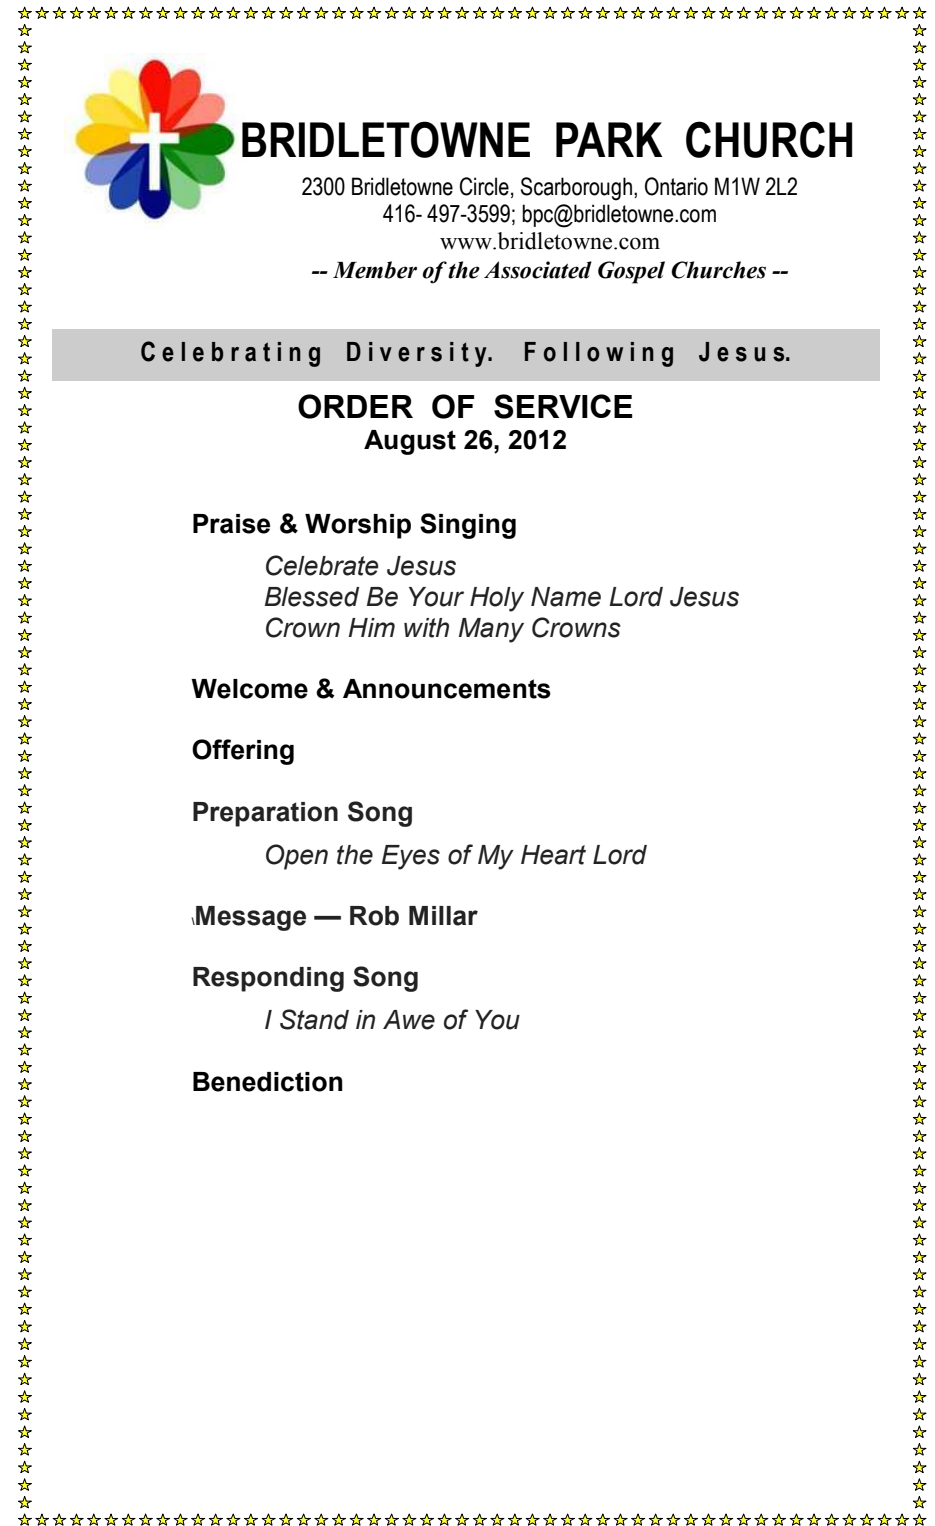 BRIDLETOWNE PARK CHURCH
2300 Bridletowne Circle, Scarborough, Ontario M1W 2L2
416- 497-3599; bpc@bridletowne.com
www.bridletowne.com
-- Member of the Associated Gospel Churches --
Celebrating Diversity. Following Jesus.
ORDER OF SERVICE
August 26, 2012
Praise & Worship Singing
Celebrate Jesus
Blessed Be Your Holy Name Lord Jesus
Crown Him with Many Crowns
Welcome & Announcements
Offering
Preparation Song
Open the Eyes of My Heart Lord
\Message — Rob Millar
Responding Song
I Stand in Awe of You
Benediction